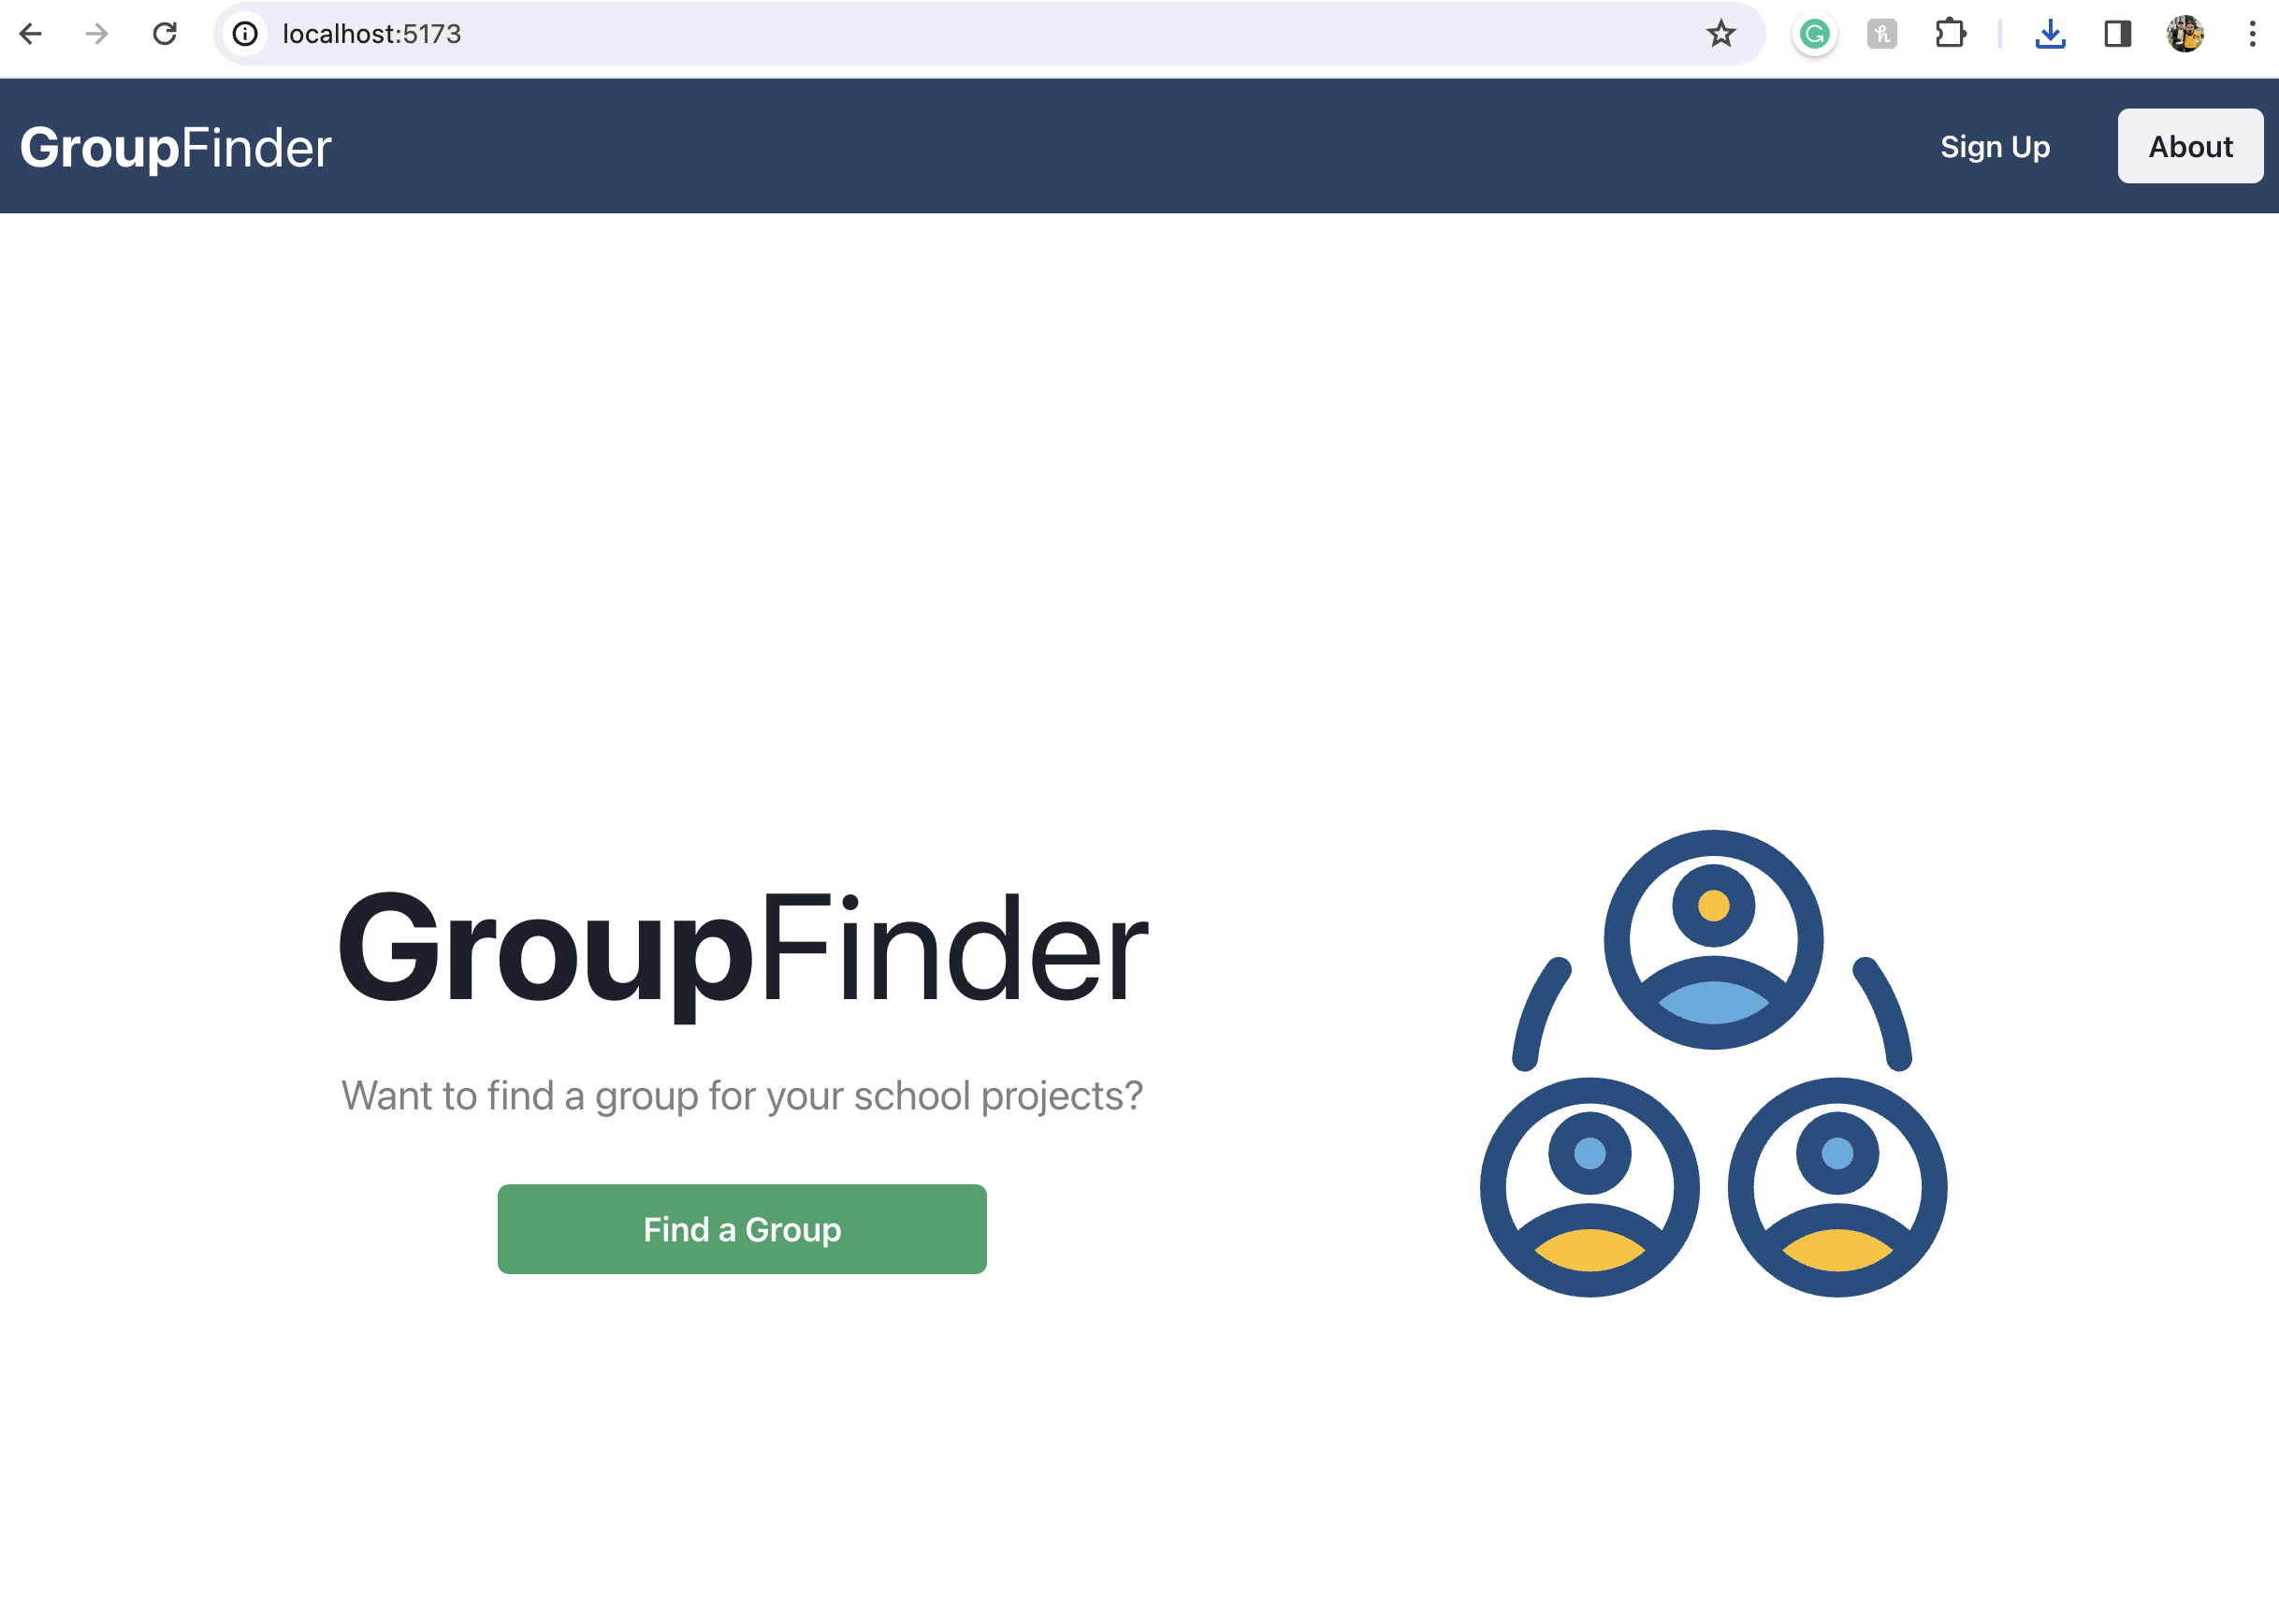 localhost:5173
GroupFinder
Sign Up
About
GroupFinder
Want to find a group for your school projects?
Find a Group